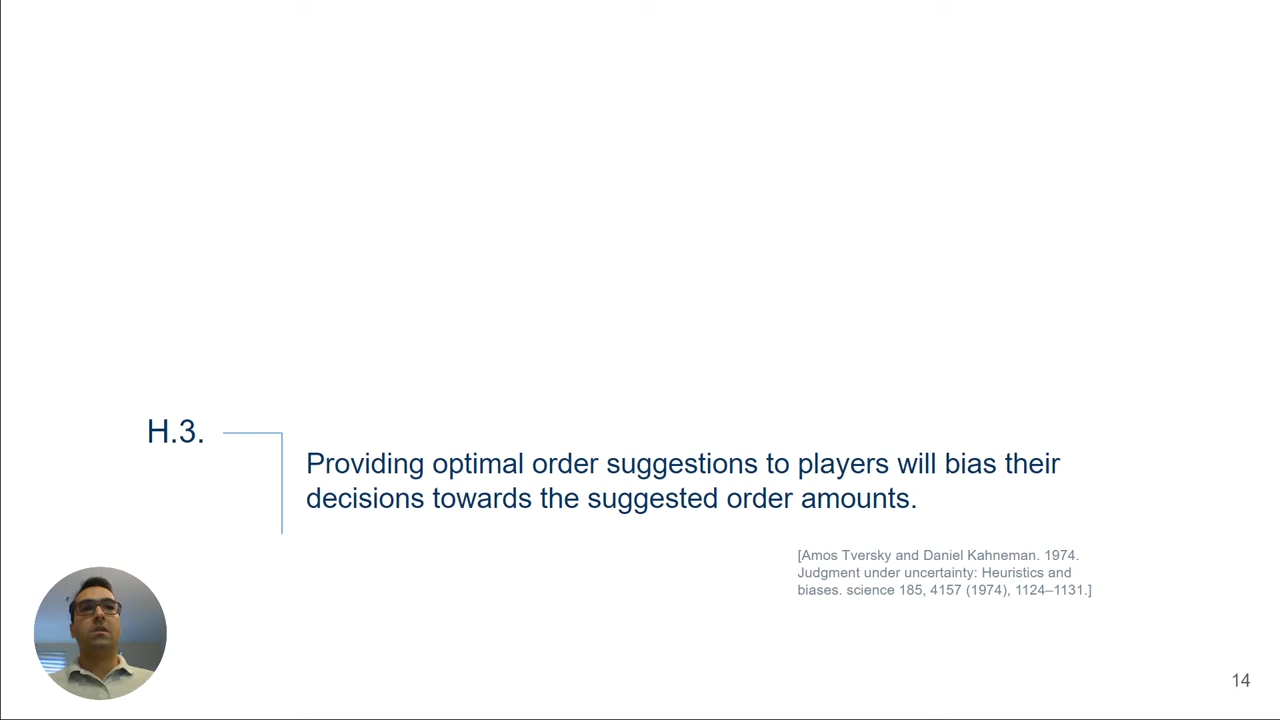 H.3.
Providing optimal order suggestions to players will bias their
decisions towards the suggested order amounts.
[Amos Tversky and Daniel Kahneman. 1974.
Judgment under uncertainty: Heuristics and
biases. science 185, 4157 (1974), 1124–1131.]
14